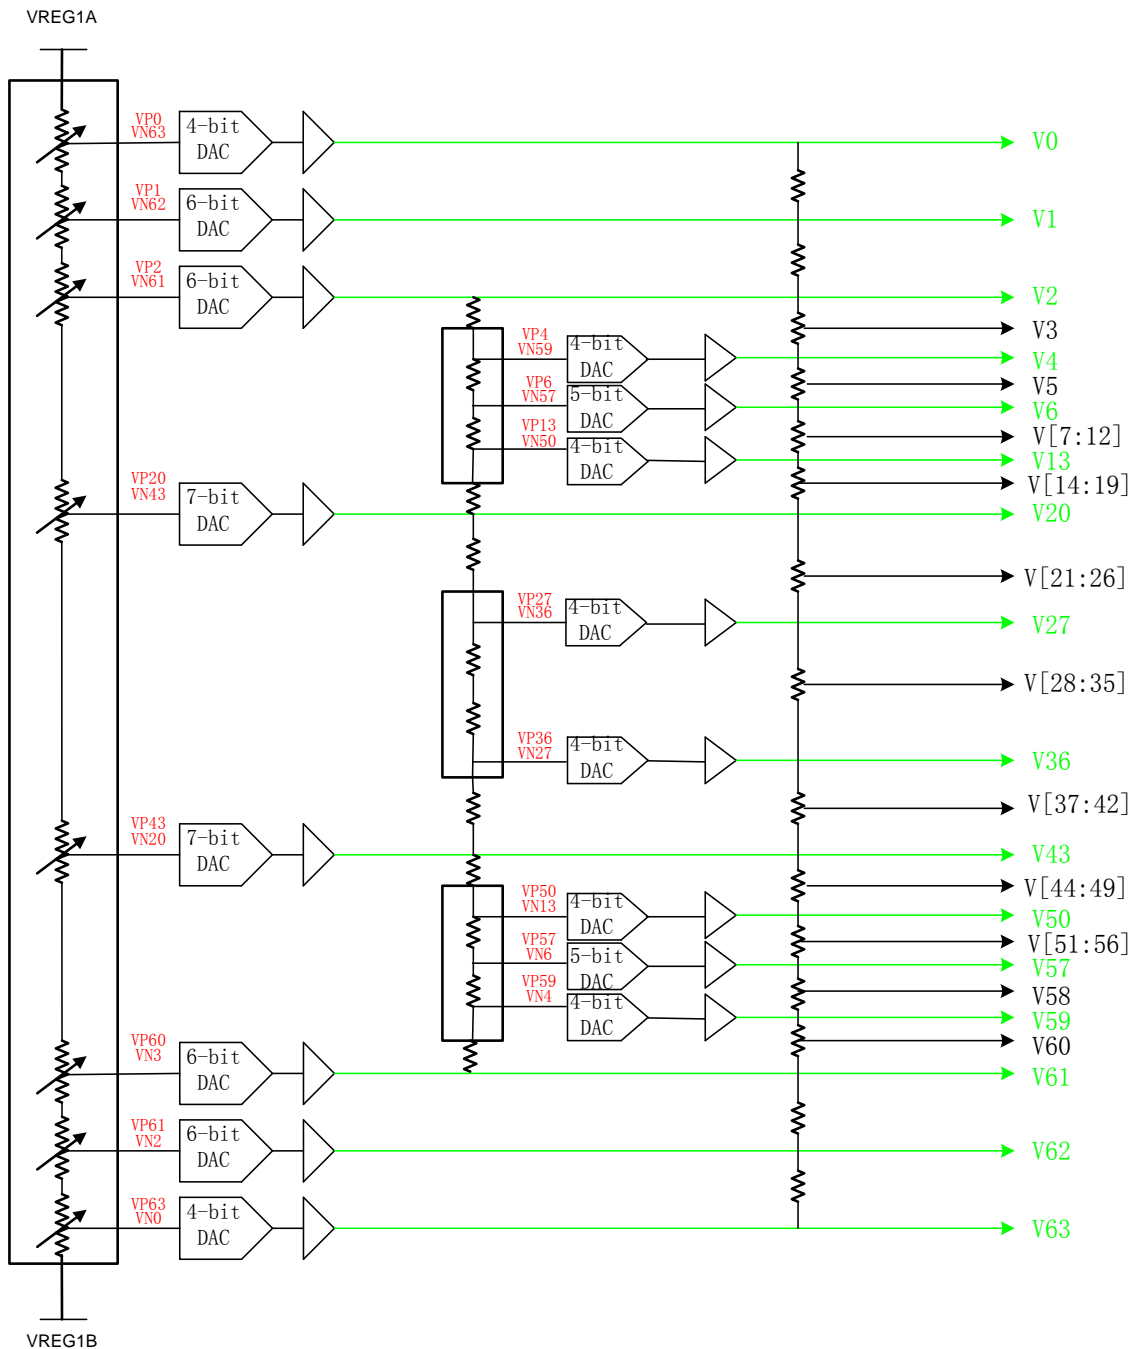 VREG1A
VP0
VN63
4-bit
DAC
V0
VP1
VN62
6-bit
DAC
V1
VP2
VN61
6-bit
DAC
V2
V3
VP4
VN59
4-bit
DAC
V4
V5
VP6
VN57
5-bit
DAC
V6
V[7:12]
VP13
VN50
4-bit
DAC
V13
V[14:19]
VP20
VN43
7-bit
DAC
V20
V[21:26]
VP27
VN36
4-bit
DAC
V27
V[28:35]
VP36
VN27
4-bit
DAC
V36
V[37:42]
VP43
VN20
7-bit
DAC
V43
V[44:49]
VP50
VN13
4-bit
DAC
V50
V[51:56]
VP57
VN6
5-bit
DAC
V57
V58
VP59
VN4
4-bit
DAC
V59
V60
VP60
VN3
6-bit
DAC
V61
VP61
VN2
6-bit
DAC
V62
VP63
VN0
4-bit
DAC
V63
VREG1B